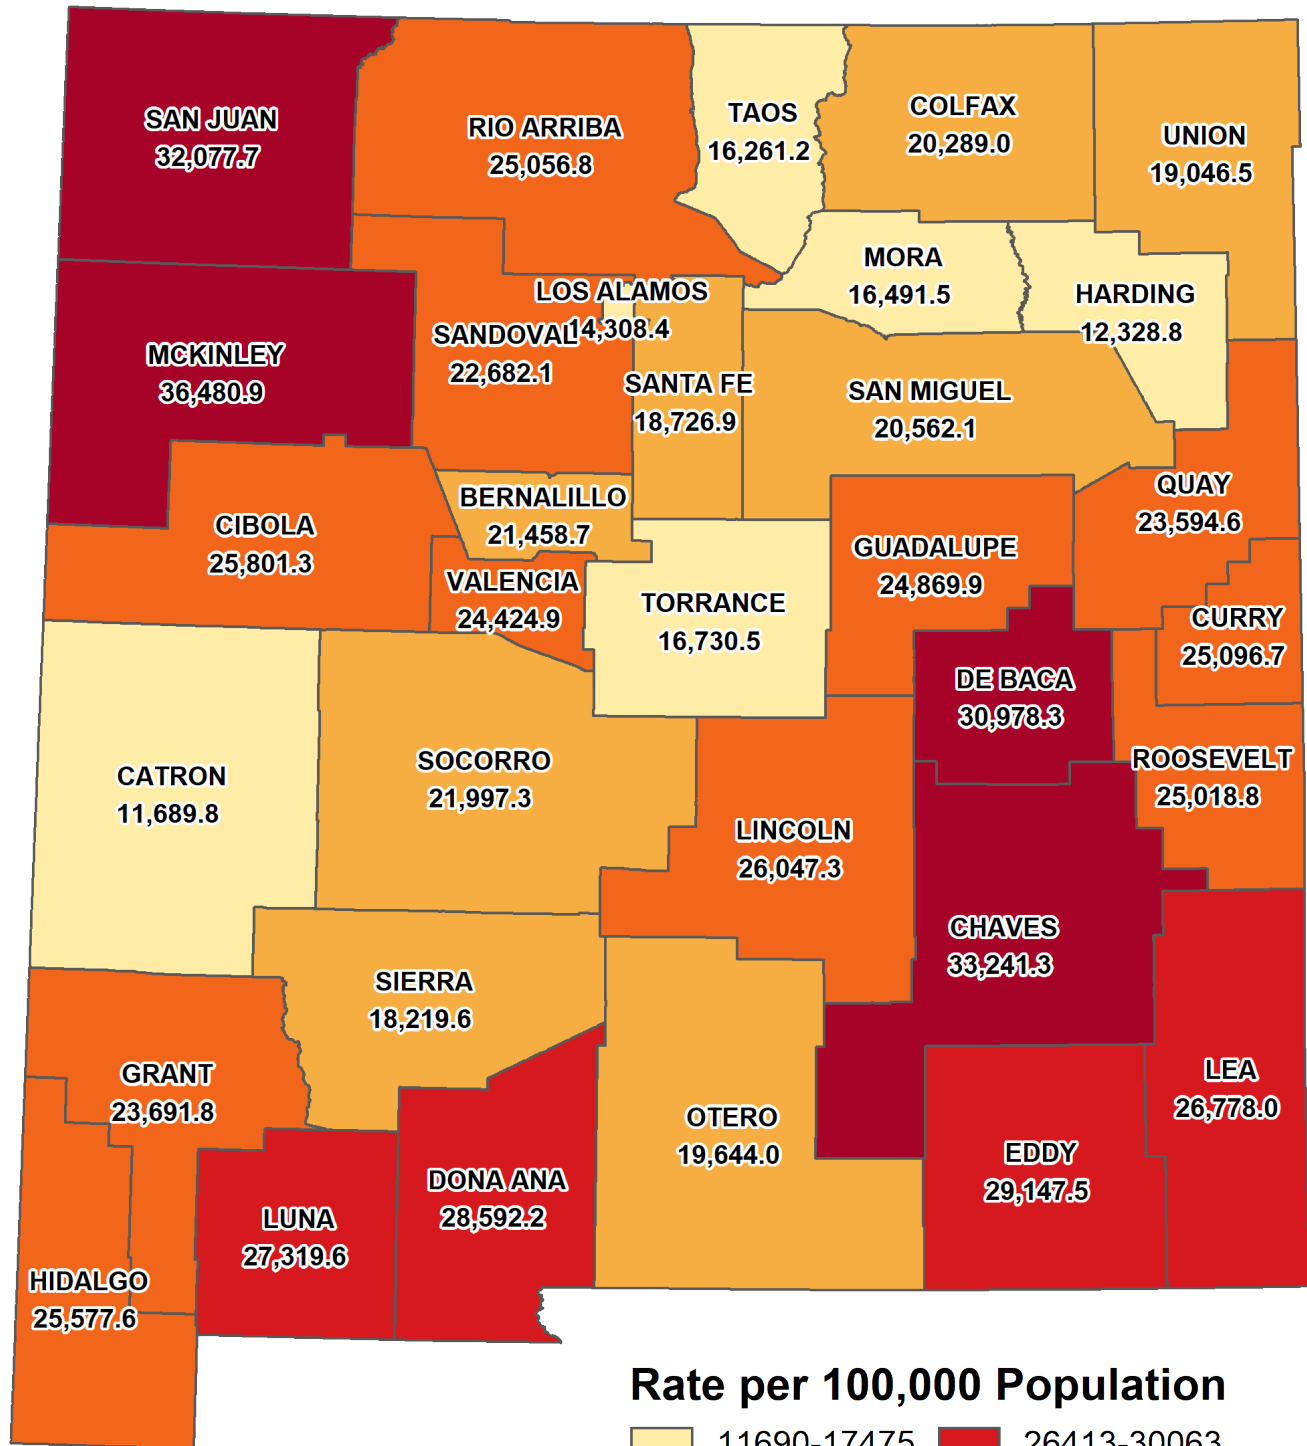 SAN JUAN
32,077.7
RIO ARRIBA
25,056.8
TAOS
16,261.2
COLFAX
20,289.0
UNION
19,046.5
MORA
16,491.5
HARDING
12,328.8
LOS ALAMOS
14,308.4
SANDOVAL
22,682.1
MCKINLEY
36,480.9
SANTA FE
18,726.9
SAN MIGUEL
20,562.1
QUAY
23,594.6
BERNALILLO
21,458.7
CIBOLA
25,801.3
VALENCIA
24,424.9
TORRANCE
16,730.5
GUADALUPE
24,869.9
CURRY
25,096.7
DE BACA
30,978.3
ROOSEVELT
25,018.8
CATRON
11,689.8
SOCORRO
21,997.3
LINCOLN
26,047.3
CHAVES
33,241.3
SIERRA
18,219.6
GRANT
23,691.8
LEA
26,778.0
OTERO
19,644.0
EDDY
29,147.5
DONA ANA
28,592.2
LUNA
27,319.6
HIDALGO
25,577.6
Rate per 100,000 Population
11690-17475
26413-30063